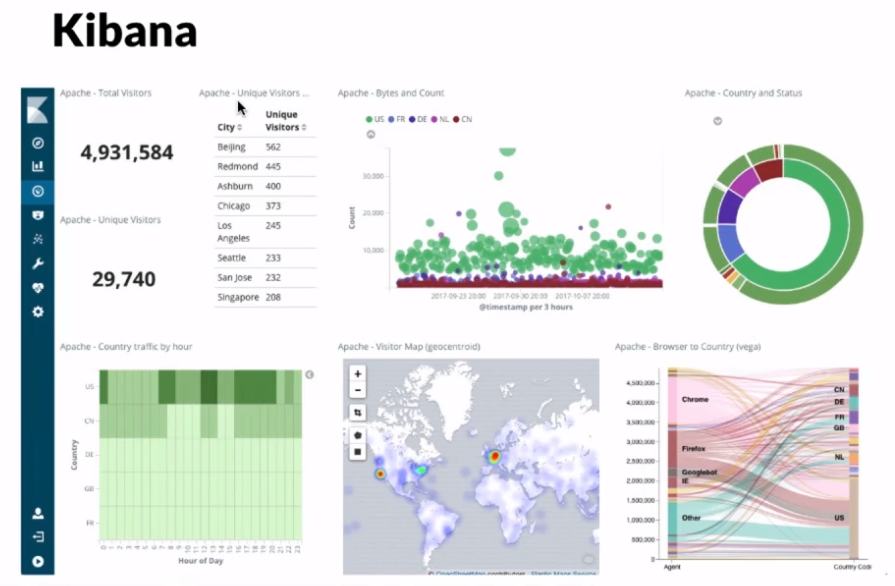 Kibana
Apache - Total Visitors
4,931,584
Apache - Unique Visitors
29,740
Apache - Unique Visitors ...
City Unique Visitors
Beijing 562
Redmond 445
Ashburn 400
Chicago 373
Los Angeles 245
Seattle 233
San Jose 232
Singapore 208
Apache - Bytes and Count
US FR DE NL CN
30,000
20,000
10,000
Count
2017-09-23 20:00 2017-09-30 20:00 2017-10-07 20:00
@timestamp per 3 hours
Apache - Country and Status
Apache - Country traffic by hour
US
CN
DE
GB
FR
Country
0 1 2 3 4 5 6 7 8 9 10 11 12 13 14 15 16 17 18 19 20 21 22 23
Hour of Day
Apache - Visitor Map (geocentroid)
+
−
© OpenStreetMap contributors , Elastic Maps Service
Apache - Browser to Country (vega)
4,500,000
4,000,000
3,500,000
3,000,000
2,500,000
2,000,000
1,500,000
1,000,000
500,000
0
Chrome
Firefox
Googlebot
IE
Other
CN
DE
FR
GB
NL
US
Agent
Country Code